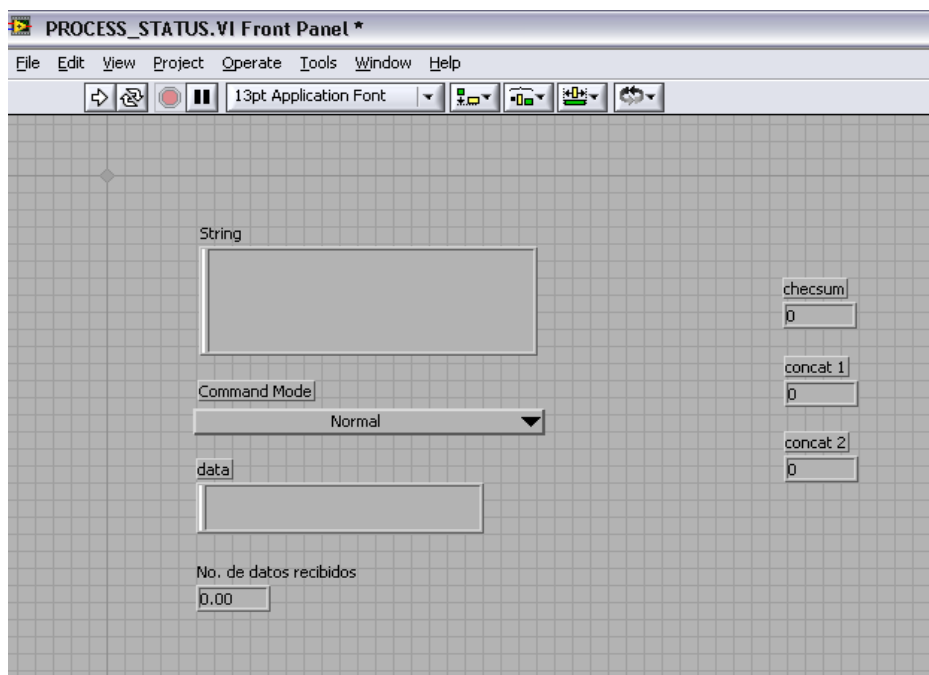 PROCESS_STATUS.VI Front Panel *
File Edit View Project Operate Tools Window Help
13pt Application Font
String
checsum
0
concat 1
0
Command Mode
Normal
concat 2
0
data
No. de datos recibidos
0.00